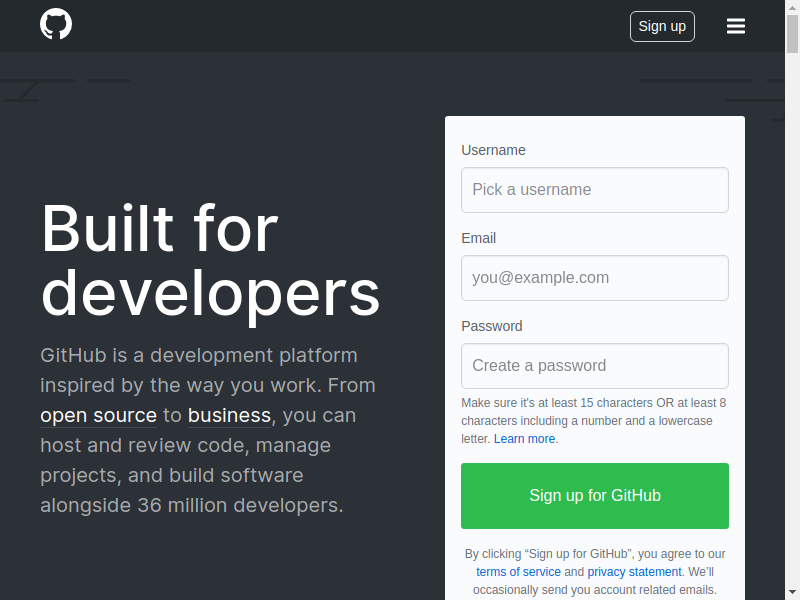 Sign up
Built for
developers
GitHub is a development platform
inspired by the way you work. From
open source to business, you can
host and review code, manage
projects, and build software
alongside 36 million developers.
Username
Pick a username
Email
you@example.com
Password
Create a password
Make sure it's at least 15 characters OR at least 8
characters including a number and a lowercase
letter. Learn more.
Sign up for GitHub
By clicking “Sign up for GitHub”, you agree to our
terms of service and privacy statement. We’ll
occasionally send you account related emails.